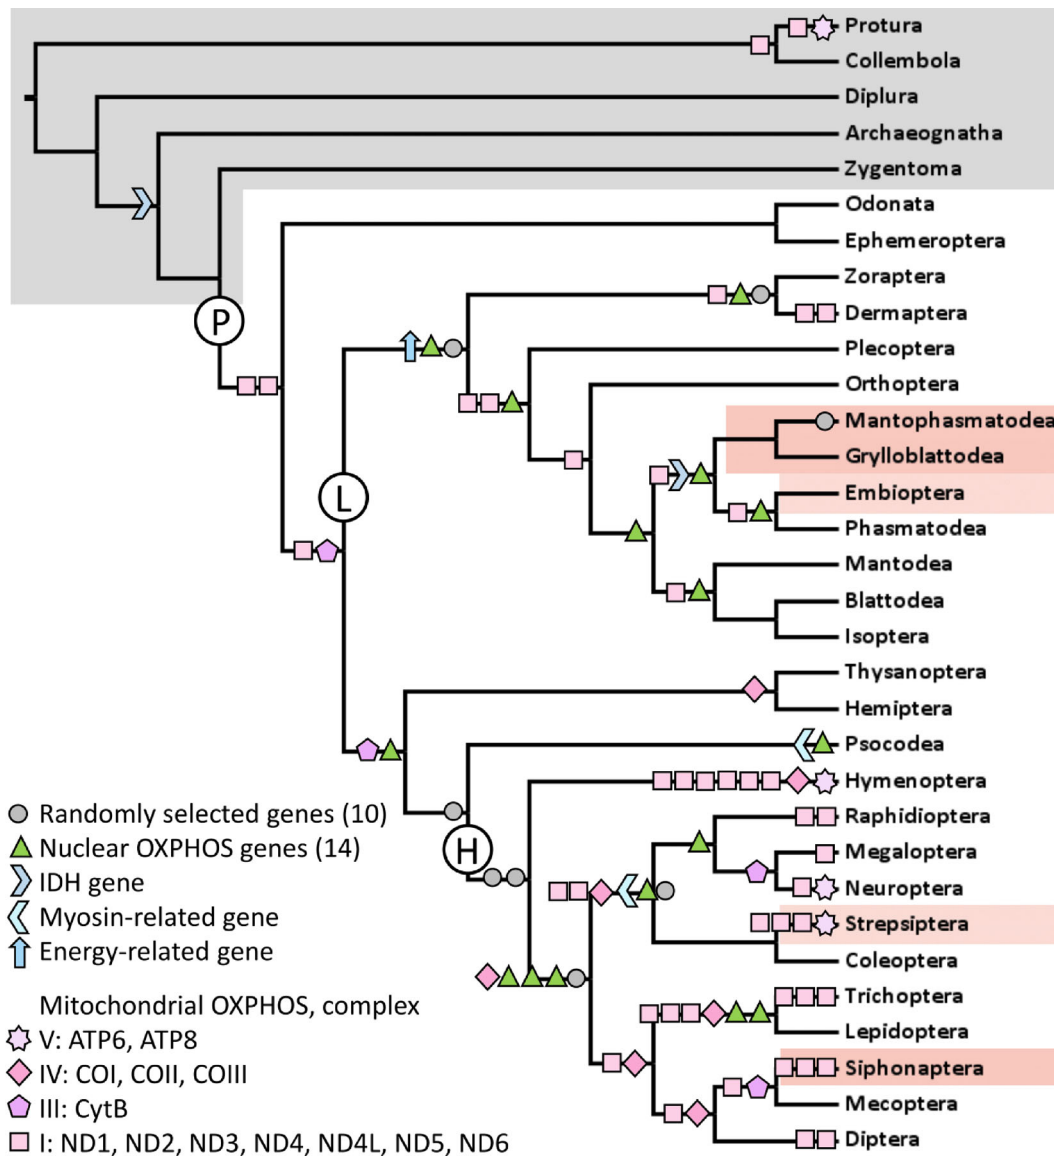 Protura
Collembola
Diplura
Archaeognatha
Zygentoma
Odonata
Ephemeroptera
Zoraptera
Dermaptera
Plecoptera
Orthoptera
Mantophasmatodea
Grylloblattodea
Embioptera
Phasmatodea
Mantodea
Blattodea
Isoptera
Thysanoptera
Hemiptera
Psocodea
Hymenoptera
Raphidioptera
Megaloptera
Neuroptera
Strepsiptera
Coleoptera
Trichoptera
Lepidoptera
Siphonaptera
Mecoptera
Diptera
P
L
H
Randomly selected genes (10)
Nuclear OXPHOS genes (14)
IDH gene
Myosin-related gene
Energy-related gene
Mitochondrial OXPHOS, complex
V: ATP6, ATP8
IV: COI, COII, COIII
III: CytB
I: ND1, ND2, ND3, ND4, ND4L, ND5, ND6